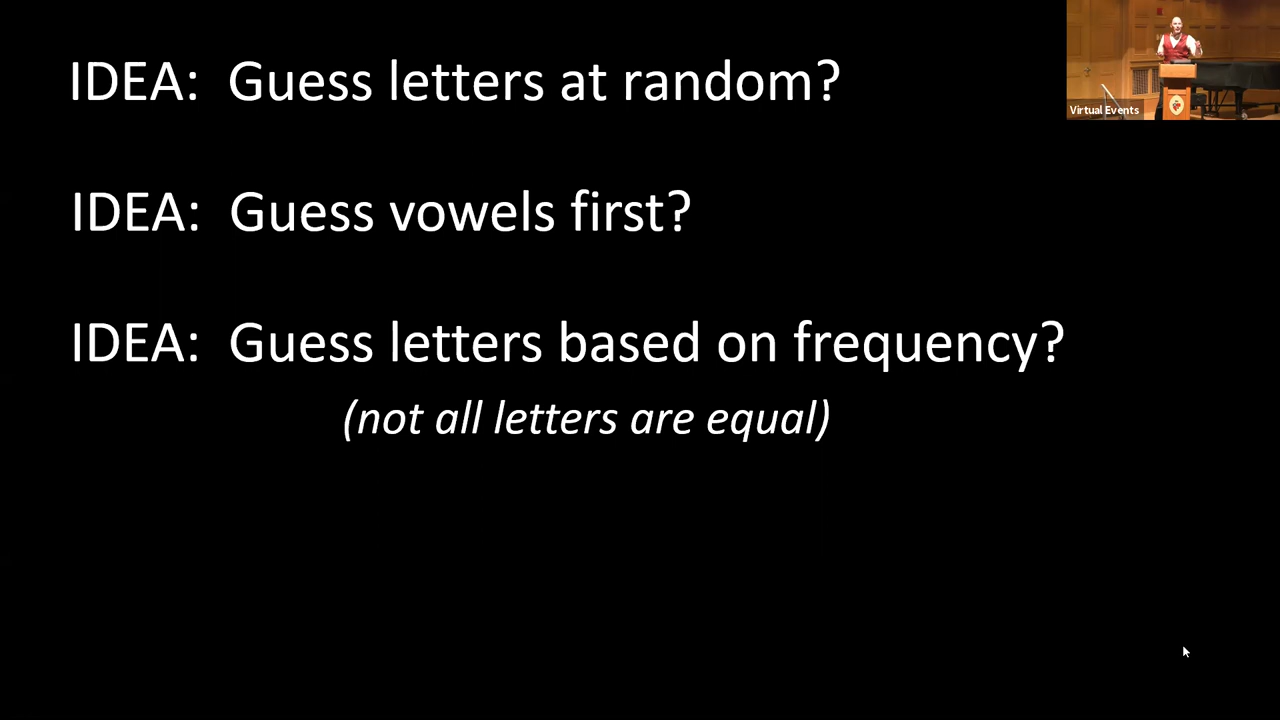 IDEA:  Guess letters at random?
Virtual Events
IDEA:  Guess vowels first?
IDEA:  Guess letters based on frequency?
(not all letters are equal)